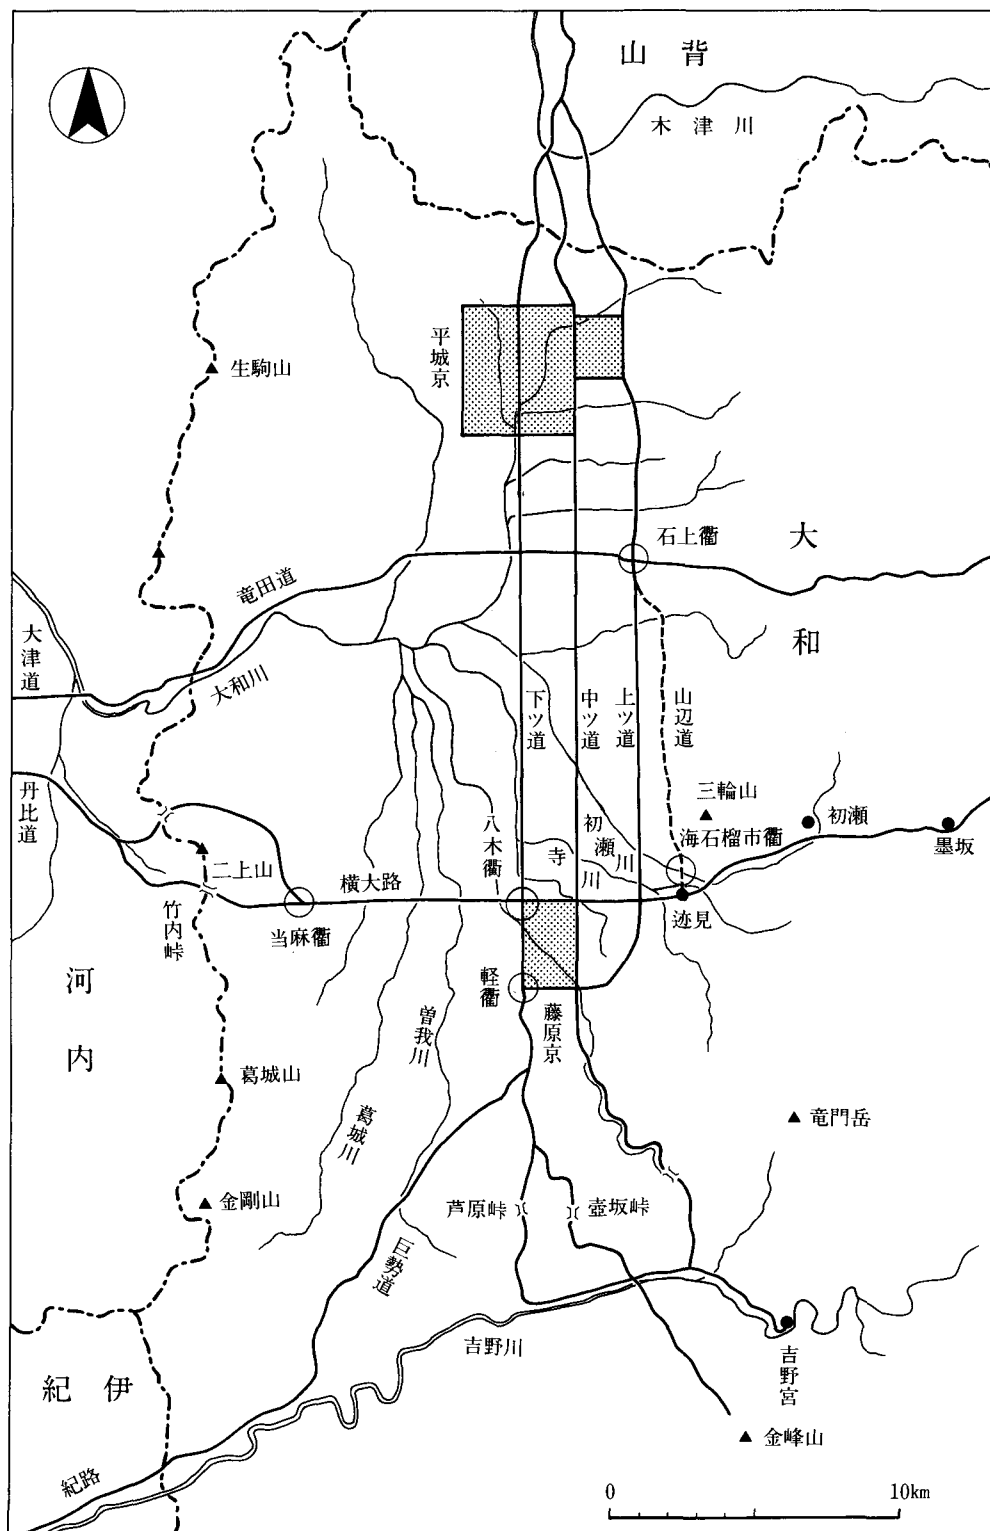 山背
木津川
平城京
生駒山
石上衢
大和
竜田道
大津道
大和川
下ツ道
中ツ道
上ツ道
山辺道
丹比道
三輪山
初瀬
墨坂
海石榴市衢
八木衢
初瀬川
寺川
二上山
横大路
当麻衢
竹内峠
迹見
河内
軽衢
藤原京
曽我川
葛城山
葛城川
竜門岳
金剛山
芦原峠
壺坂峠
巨勢道
吉野川
吉野宮
紀伊
金峰山
紀路
0 10km